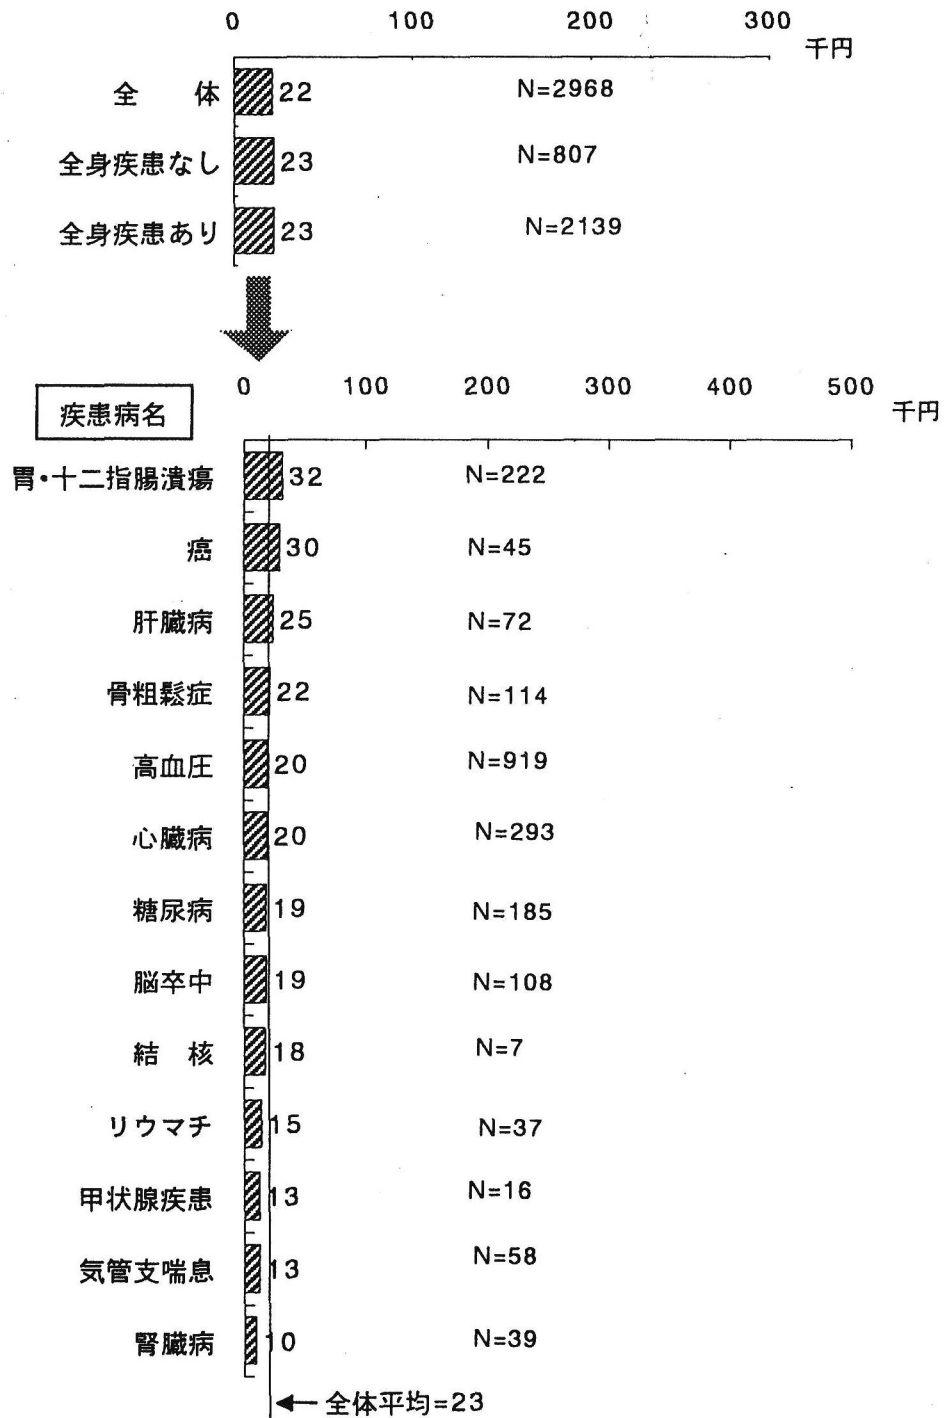 0 100 200 300
千円
全 体 22 N=2968
全身疾患なし 23 N=807
全身疾患あり 23 N=2139
0 100 200 300 400 500
千円
疾患病名
胃・十二指腸潰瘍 32 N=222
癌 30 N=45
肝臓病 25 N=72
骨粗鬆症 22 N=114
高血圧 20 N=919
心臓病 20 N=293
糖尿病 19 N=185
脳卒中 19 N=108
結 核 18 N=7
リウマチ 15 N=37
甲状腺疾患 13 N=16
気管支喘息 13 N=58
腎臓病 10 N=39
全体平均=23